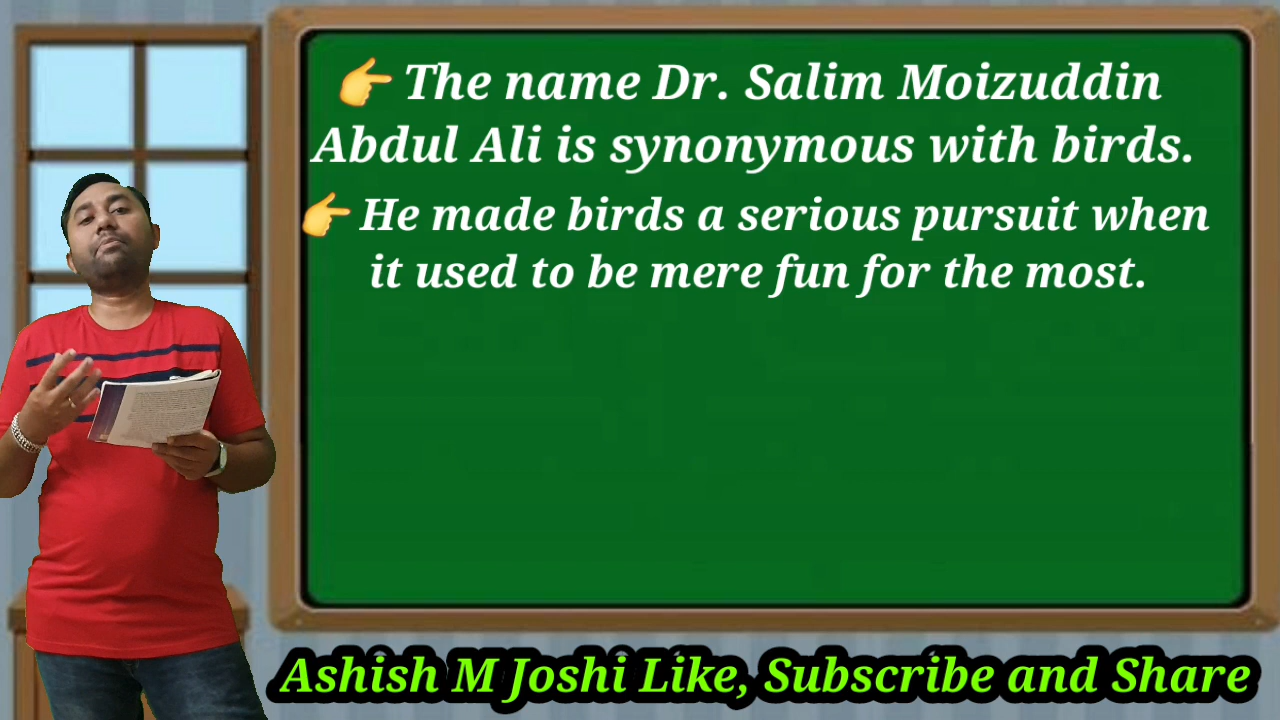 👉 The name Dr. Salim Moizuddin
Abdul Ali is synonymous with birds.
👉 He made birds a serious pursuit when
it used to be mere fun for the most.
Ashish M Joshi Like, Subscribe and Share